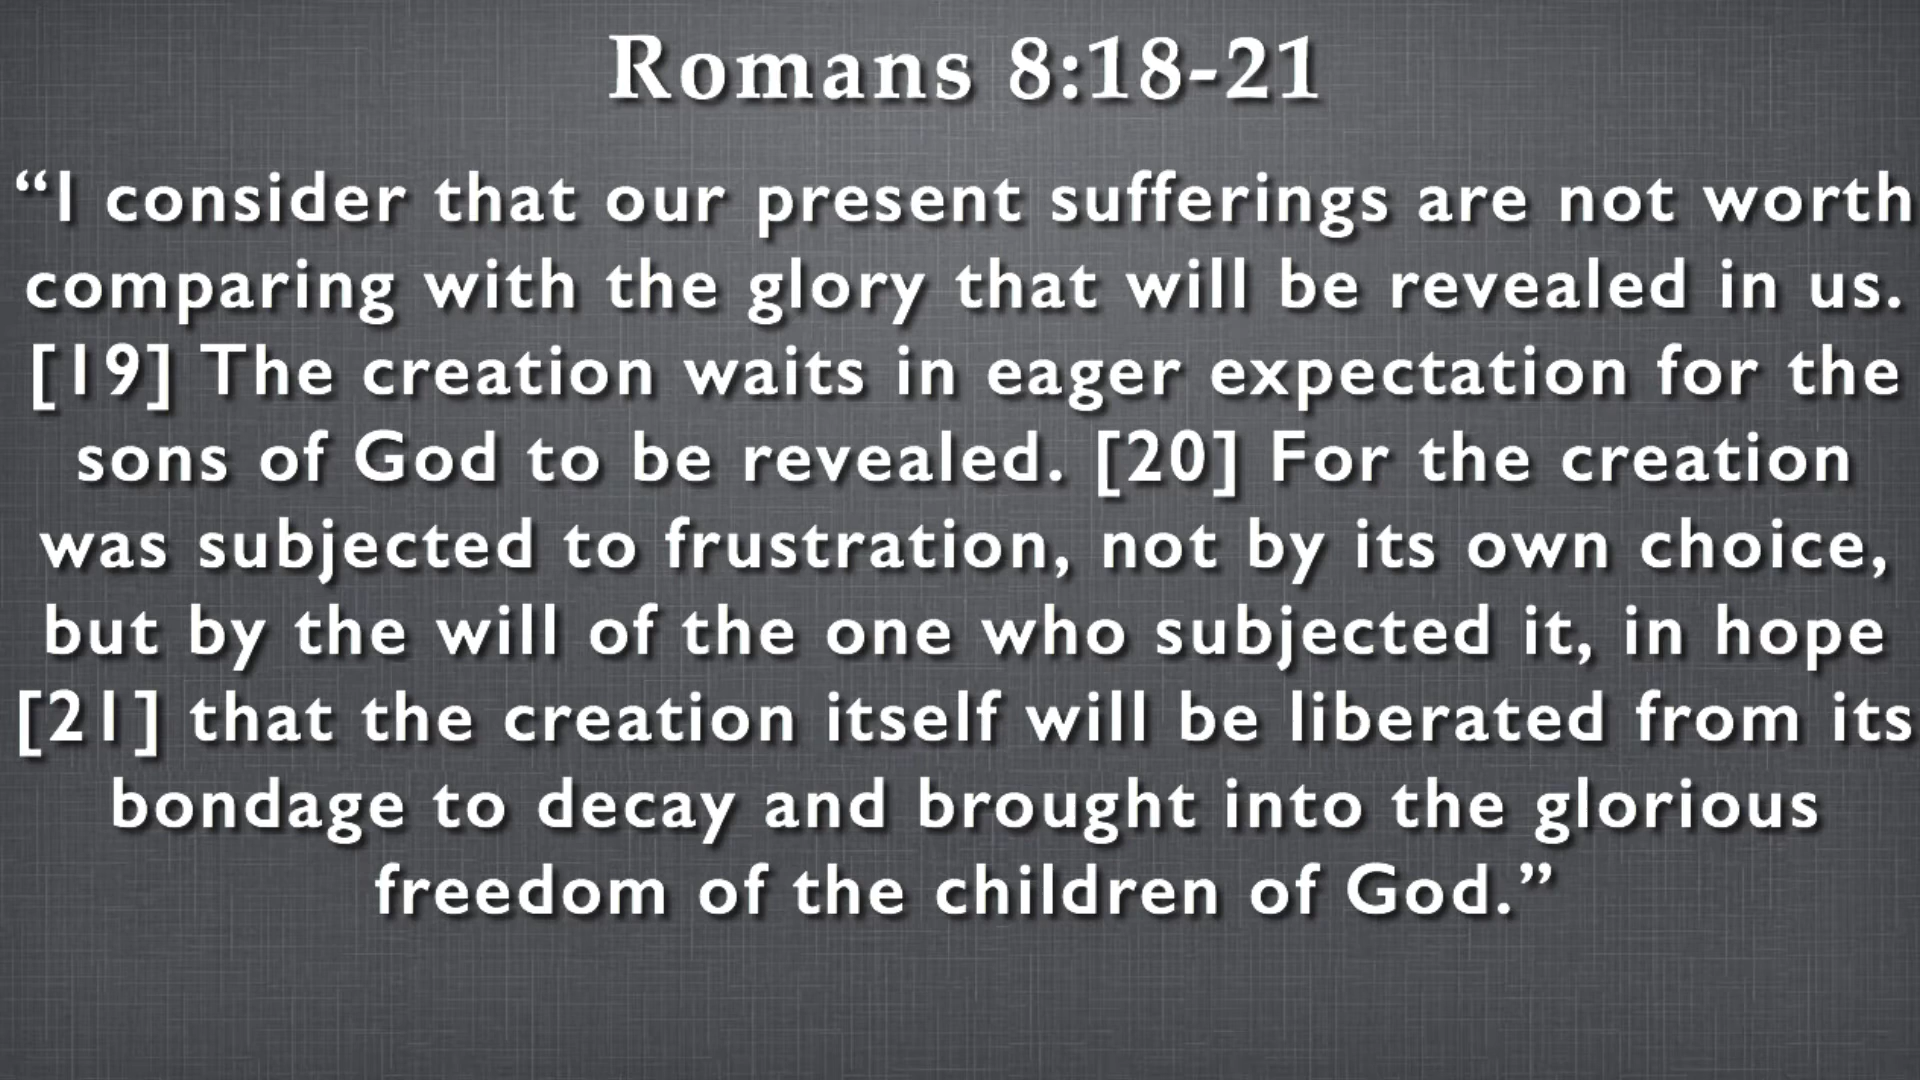 Romans 8:18-21
“I consider that our present sufferings are not worth
comparing with the glory that will be revealed in us.
[19] The creation waits in eager expectation for the
sons of God to be revealed. [20] For the creation
was subjected to frustration, not by its own choice,
but by the will of the one who subjected it, in hope
[21] that the creation itself will be liberated from its
bondage to decay and brought into the glorious
freedom of the children of God.”